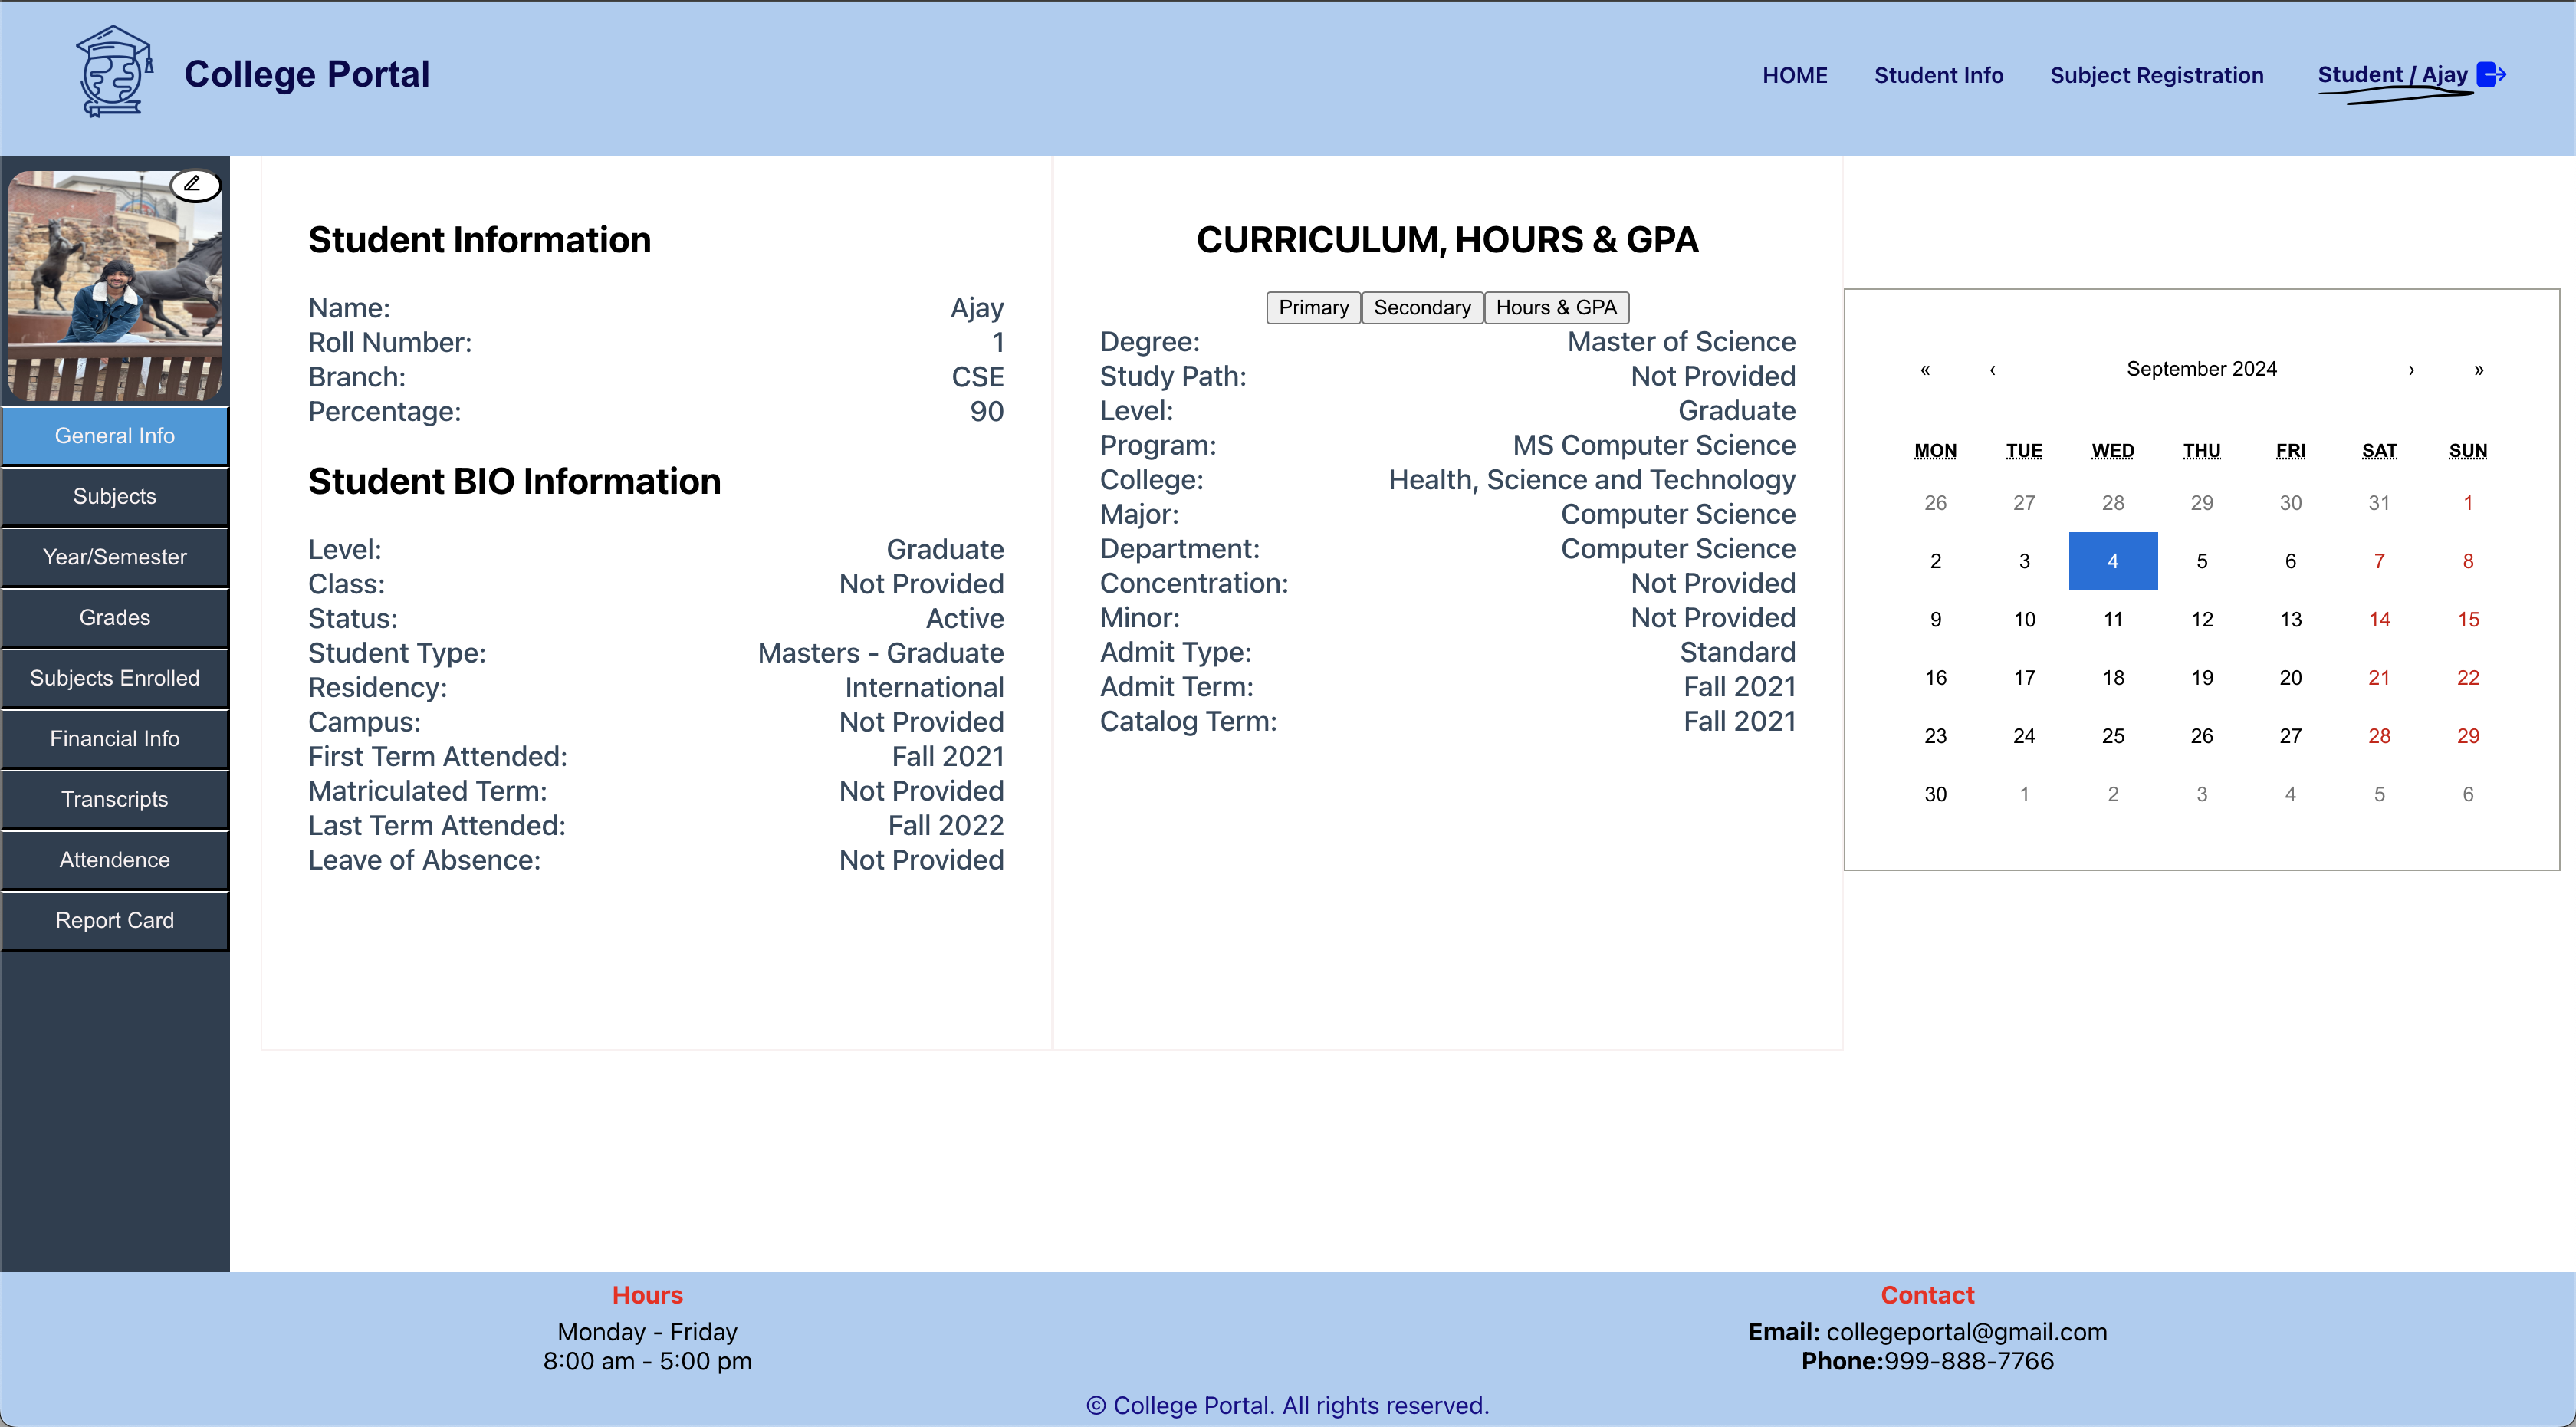 College Portal
HOME
Student Info
Subject Registration
Student / Ajay
General Info
Subjects
Year/Semester
Grades
Subjects Enrolled
Financial Info
Transcripts
Attendence
Report Card
Student Information
Name: Ajay
Roll Number: 1
Branch: CSE
Percentage: 90
Student BIO Information
Level: Graduate
Class: Not Provided
Status: Active
Student Type: Masters - Graduate
Residency: International
Campus: Not Provided
First Term Attended: Fall 2021
Matriculated Term: Not Provided
Last Term Attended: Fall 2022
Leave of Absence: Not Provided
CURRICULUM, HOURS & GPA
Primary Secondary Hours & GPA
Degree: Master of Science
Study Path: Not Provided
Level: Graduate
Program: MS Computer Science
College: Health, Science and Technology
Major: Computer Science
Department: Computer Science
Concentration: Not Provided
Minor: Not Provided
Admit Type: Standard
Admit Term: Fall 2021
Catalog Term: Fall 2021
« ‹ September 2024 › »
MON TUE WED THU FRI SAT SUN
26 27 28 29 30 31 1
2 3 4 5 6 7 8
9 10 11 12 13 14 15
16 17 18 19 20 21 22
23 24 25 26 27 28 29
30 1 2 3 4 5 6
Hours
Monday - Friday
8:00 am - 5:00 pm
Contact
Email: collegeportal@gmail.com
Phone:999-888-7766
© College Portal. All rights reserved.